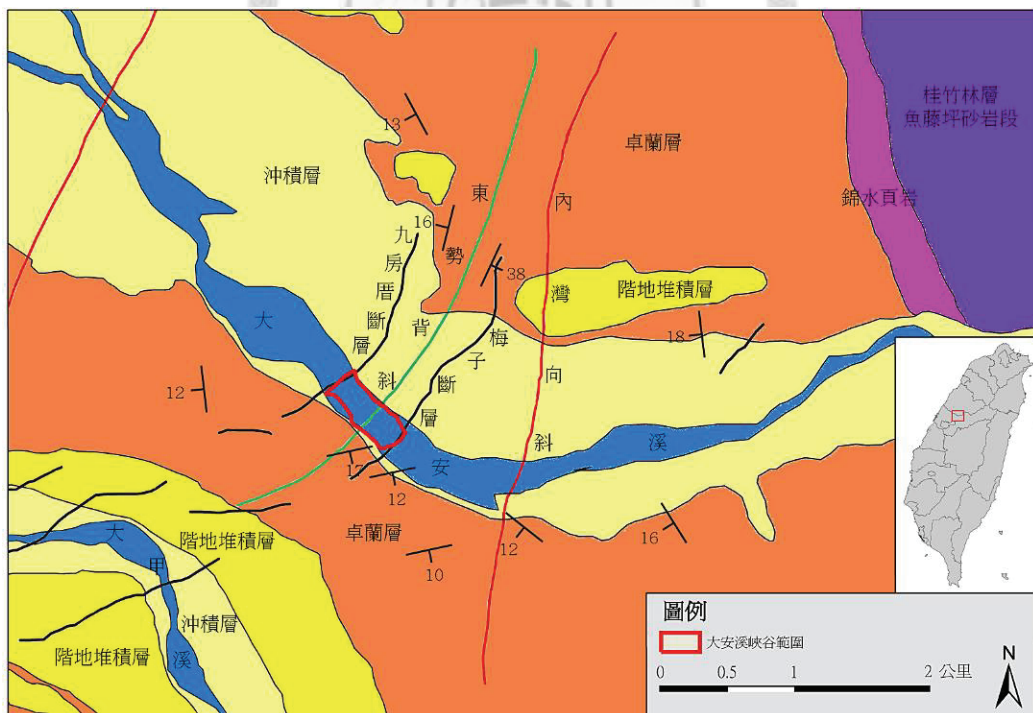 桂竹林層
魚藤坪砂岩段
卓蘭層
錦水頁岩
沖積層
13
16
38
18
12
17
12
12
16
10
東勢背斜
九房厝斷層
梅子斷層
內灣向斜
階地堆積層
大安溪
卓蘭層
階地堆積層
大甲溪
沖積層
階地堆積層
圖例
大安溪峽谷範圍
0 0.5 1 2 公里
N